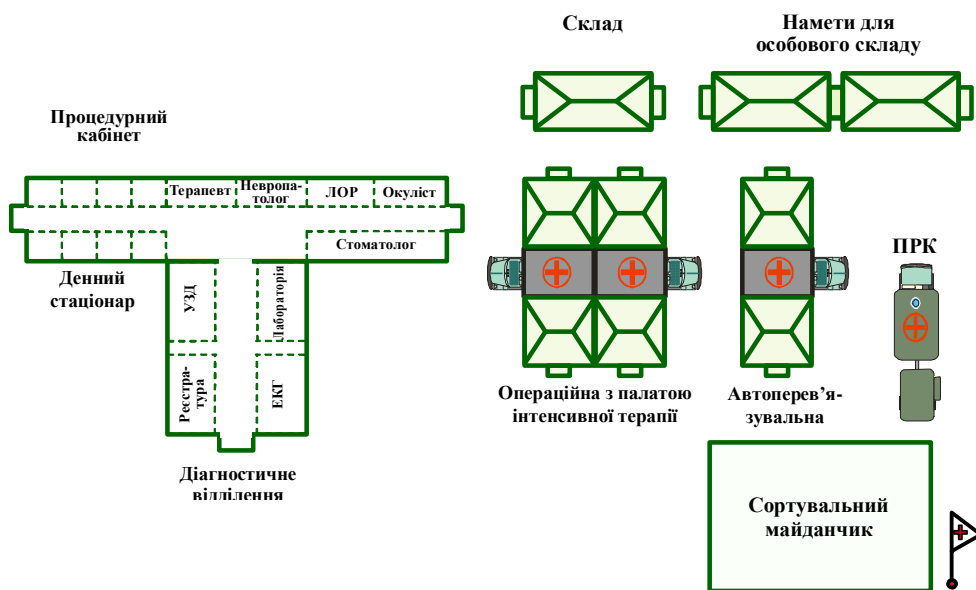 Склад
Намети для
особового складу
Процедурний
кабінет
Терапевт
Невропа-
толог
ЛОР
Окуліст
Стоматолог
Денний
стаціонар
УЗД
Лабораторія
Реєстра-
тура
ЕКГ
Діагностичне
відділення
Операційна з палатою
інтенсивної терапії
Автоперев’я-
зувальна
ПРК
Сортувальний
майданчик